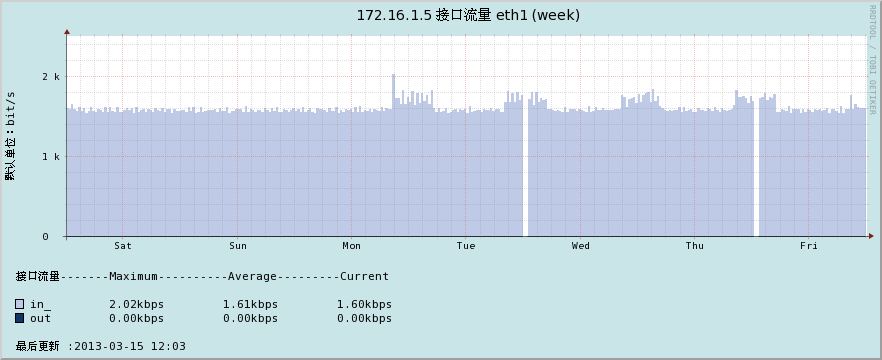 172.16.1.5 接口流量 eth1 (week)
RRDTOOL / TOBI OETIKER
默认单位：bit/s
2 k
1 k
0
Sat Sun Mon Tue Wed Thu Fri
接口流量-------Maximum----------Average---------Current
in_ 2.02kbps 1.61kbps 1.60kbps
out 0.00kbps 0.00kbps 0.00kbps
最后更新 :2013-03-15 12:03